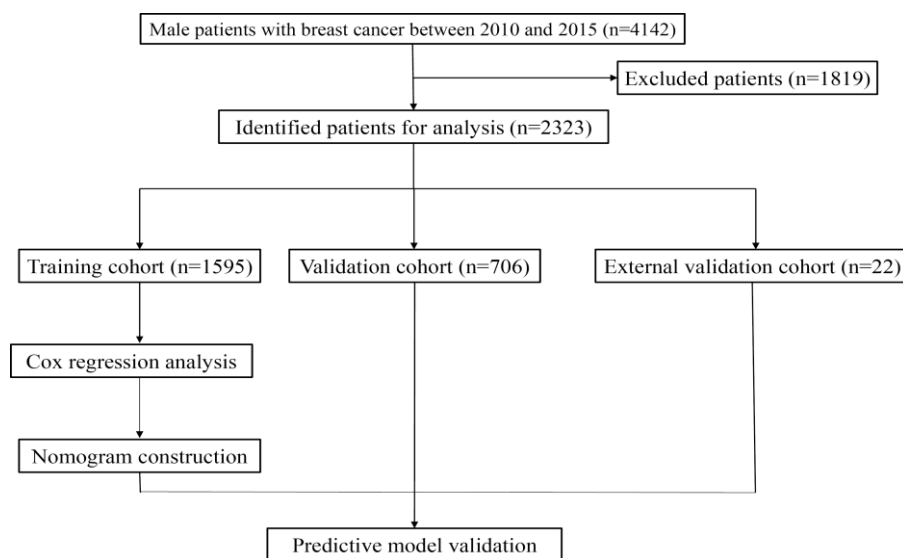 Male patients with breast cancer between 2010 and 2015 (n=4142)
Excluded patients (n=1819)
Identified patients for analysis (n=2323)
Training cohort (n=1595)
Validation cohort (n=706)
External validation cohort (n=22)
Cox regression analysis
Nomogram construction
Predictive model validation